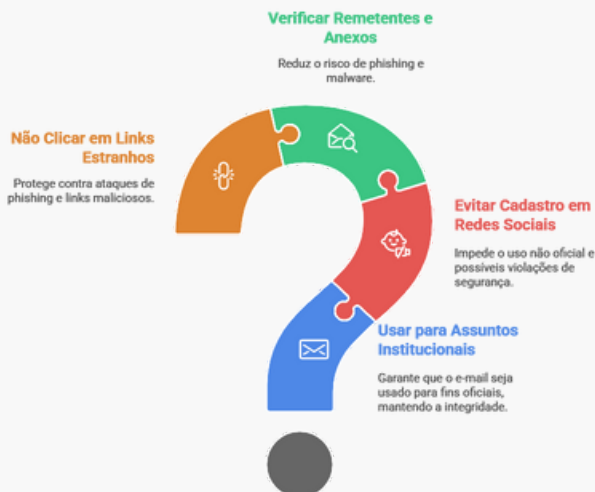 Verificar Remetentes e
Anexos
Reduz o risco de phishing e
malware.
Não Clicar em Links
Estranhos
Protege contra ataques de
phishing e links maliciosos.
Evitar Cadastro em
Redes Sociais
Impede o uso não oficial e
possíveis violações de
segurança.
Usar para Assuntos
Institucionais
Garante que o e-mail seja
usado para fins oficiais,
mantendo a integridade.